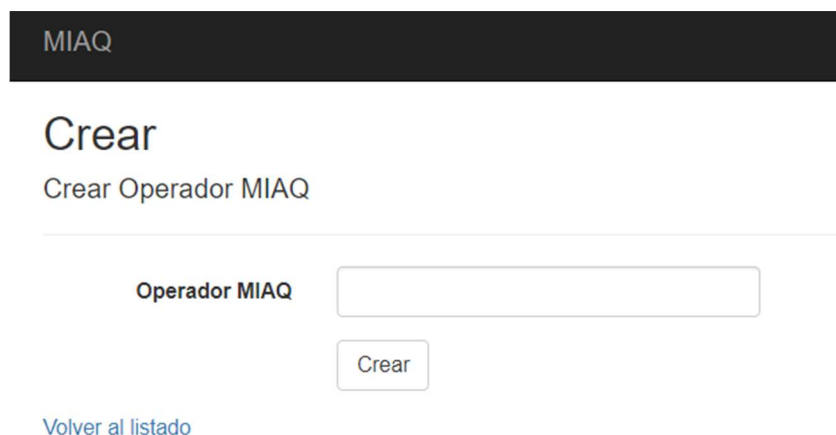 MIAQ
Crear
Crear Operador MIAQ
Operador MIAQ
Crear
Volver al listado